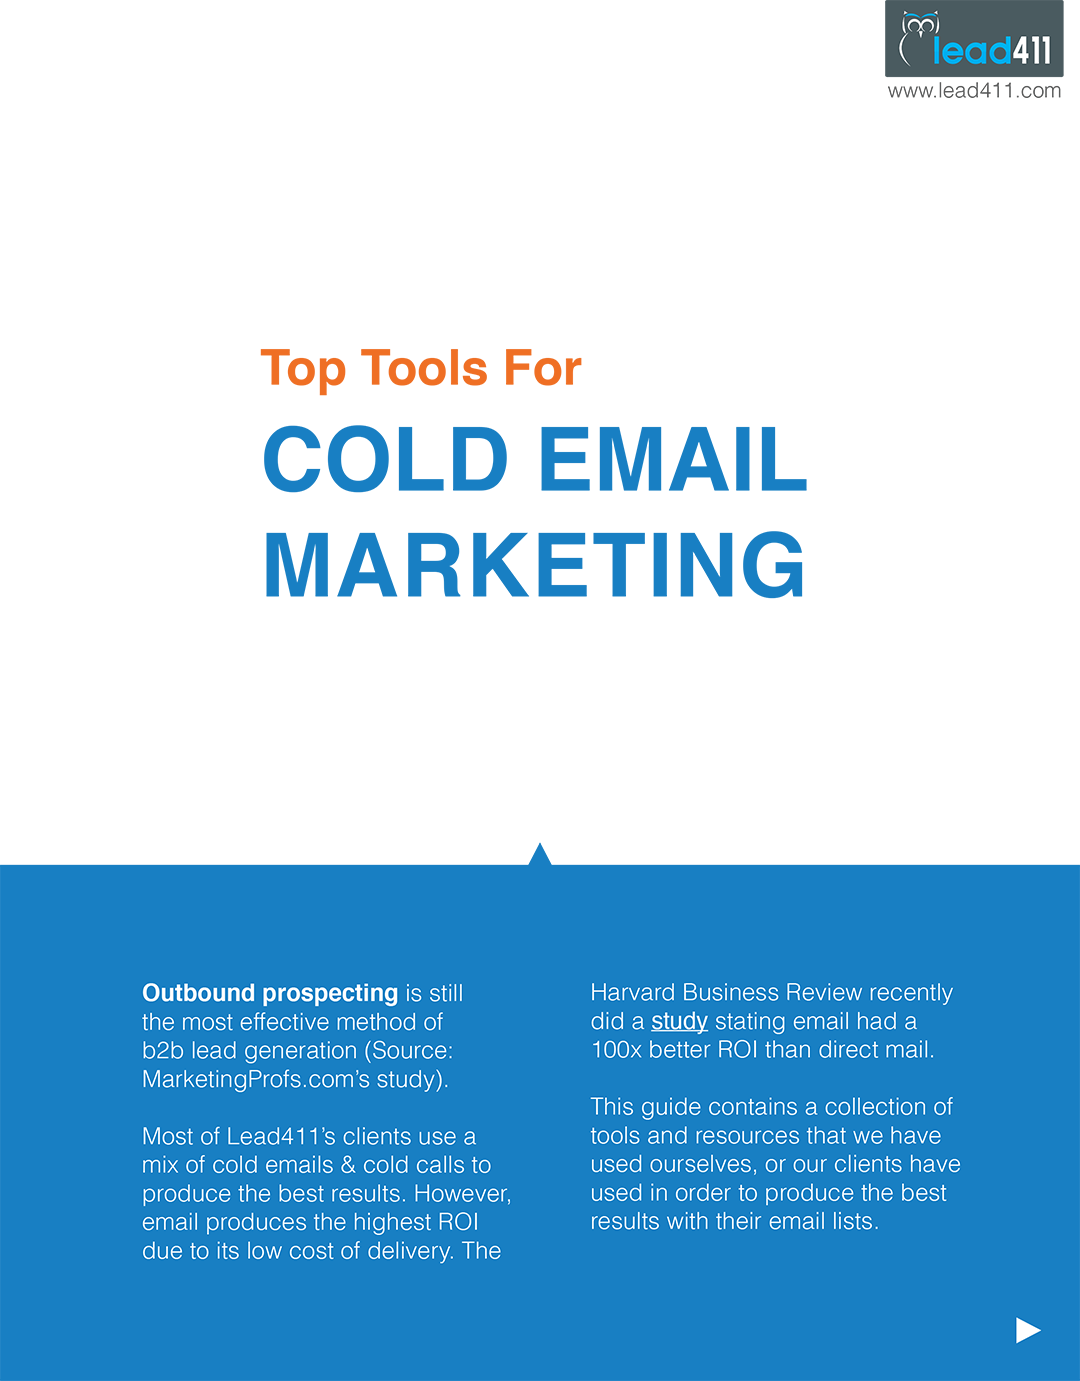 lead411
www.lead411.com
Top Tools For
COLD EMAIL
MARKETING
Outbound prospecting is still
the most effective method of
b2b lead generation (Source:
MarketingProfs.com’s study).
Most of Lead411’s clients use a
mix of cold emails & cold calls to
produce the best results. However,
email produces the highest ROI
due to its low cost of delivery. The
Harvard Business Review recently
did a study stating email had a
100x better ROI than direct mail.
This guide contains a collection of
tools and resources that we have
used ourselves, or our clients have
used in order to produce the best
results with their email lists.